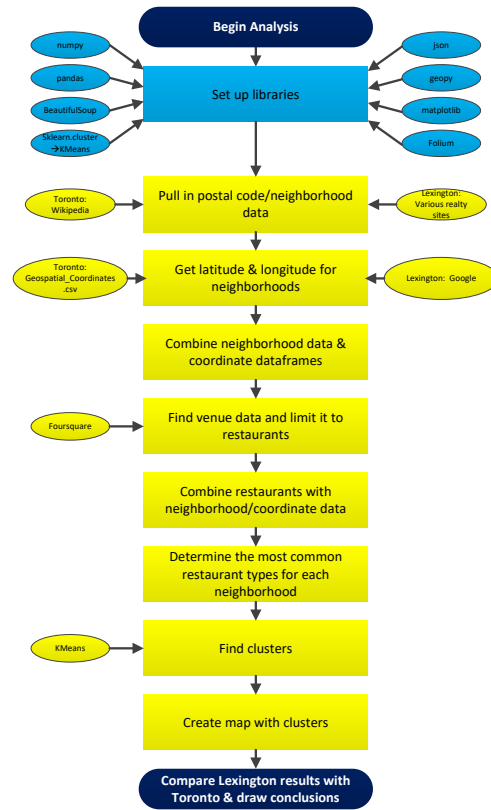 Begin Analysis
numpy
json
pandas
geopy
Set up libraries
BeautifulSoup
matplotlib
Sklearn.cluster
→KMeans
Folium
Toronto:
Wikipedia
Pull in postal code/neighborhood
data
Lexington:
Various realty
sites
Toronto:
Geospatial_Coordinates
.csv
Get latitude & longitude for
neighborhoods
Lexington: Google
Combine neighborhood data &
coordinate dataframes
Foursquare
Find venue data and limit it to
restaurants
Combine restaurants with
neighborhood/coordinate data
Determine the most common
restaurant types for each
neighborhood
KMeans
Find clusters
Create map with clusters
Compare Lexington results with
Toronto & draw conclusions